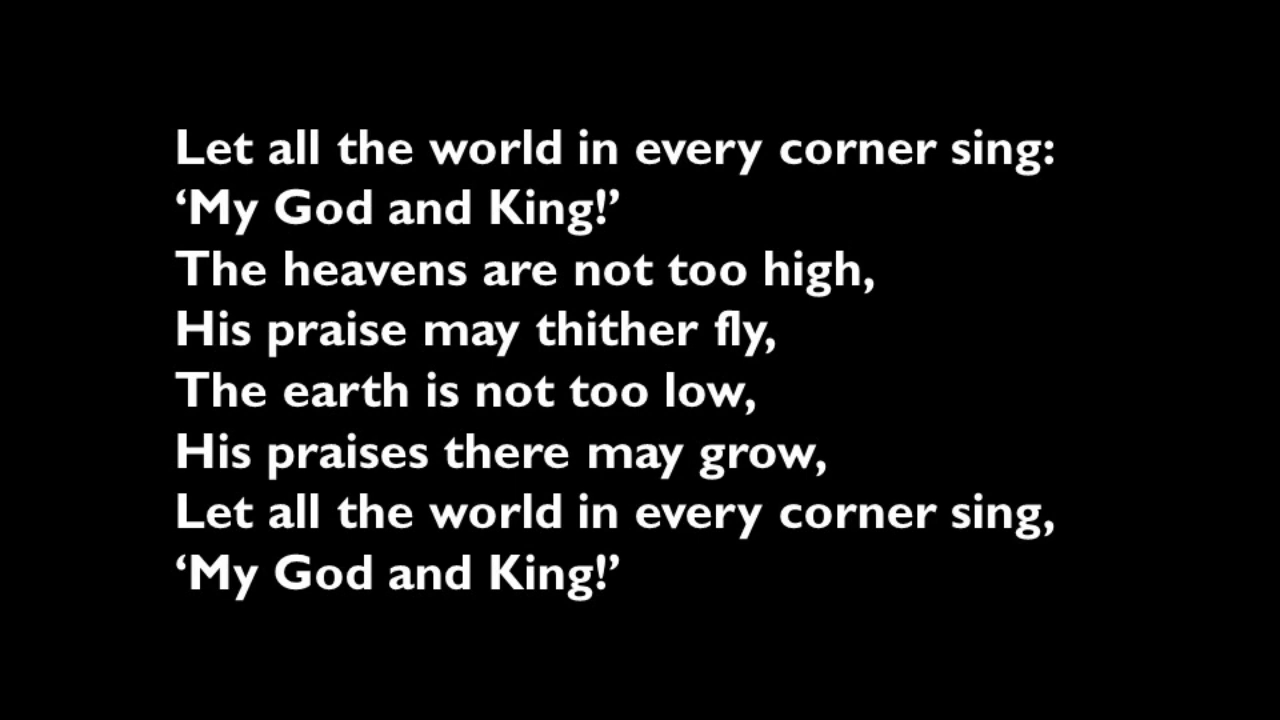 Let all the world in every corner sing:
‘My God and King!’
The heavens are not too high,
His praise may thither fly,
The earth is not too low,
His praises there may grow,
Let all the world in every corner sing,
‘My God and King!’